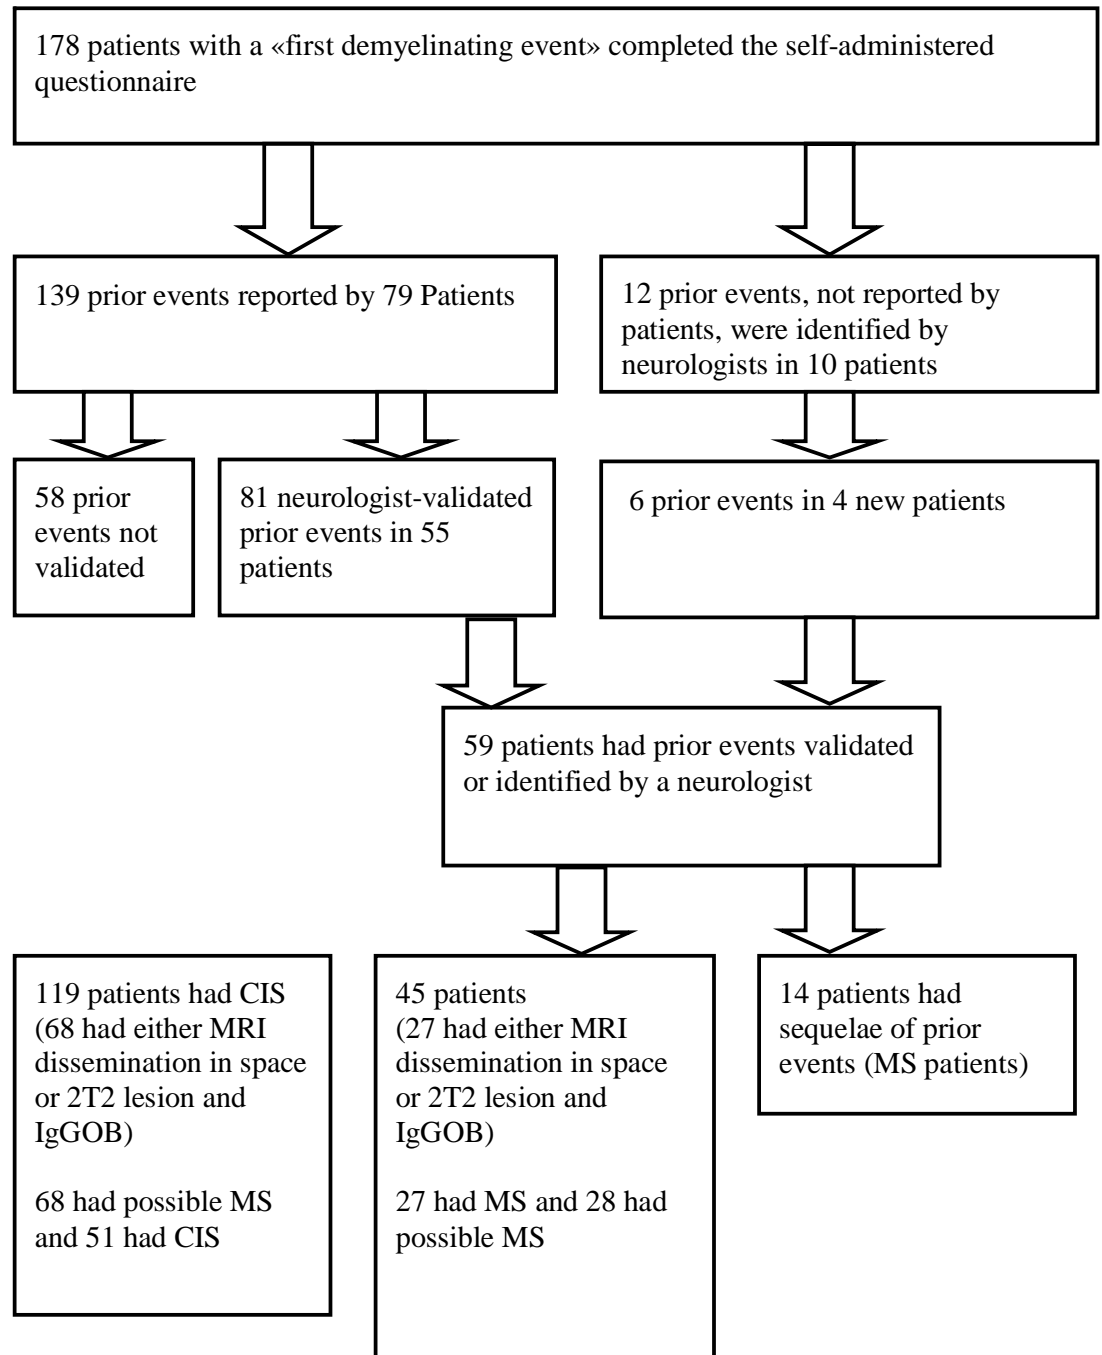 178 patients with a «first demyelinating event» completed the self-administered
questionnaire
139 prior events reported by 79 Patients
12 prior events, not reported by
patients, were identified by
neurologists in 10 patients
58 prior
events not
validated
81 neurologist-validated
prior events in 55
patients
6 prior events in 4 new patients
59 patients had prior events validated
or identified by a neurologist
119 patients had CIS
(68 had either MRI
dissemination in space
or 2T2 lesion and
IgGOB)
68 had possible MS
and 51 had CIS
45 patients
(27 had either MRI
dissemination in space
or 2T2 lesion and
IgGOB)
27 had MS and 28 had
possible MS
14 patients had
sequelae of prior
events (MS patients)